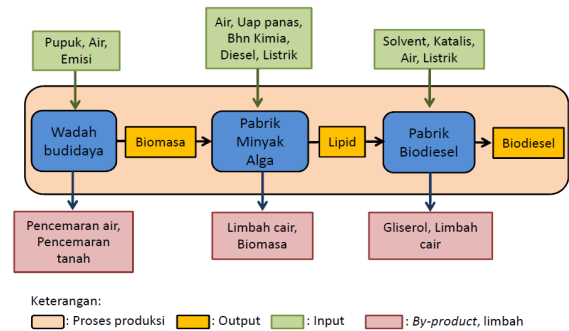 Pupuk, Air,
Emisi
Air, Uap panas,
Bhn Kimia,
Diesel, Listrik
Solvent, Katalis,
Air, Listrik
Wadah
budidaya
Biomasa
Pabrik
Minyak
Alga
Lipid
Pabrik
Biodiesel
Biodiesel
Pencemaran air,
Pencemaran
tanah
Limbah cair,
Biomasa
Gliserol, Limbah
cair
Keterangan:
: Proses produksi
: Output
: Input
: By-product, limbah